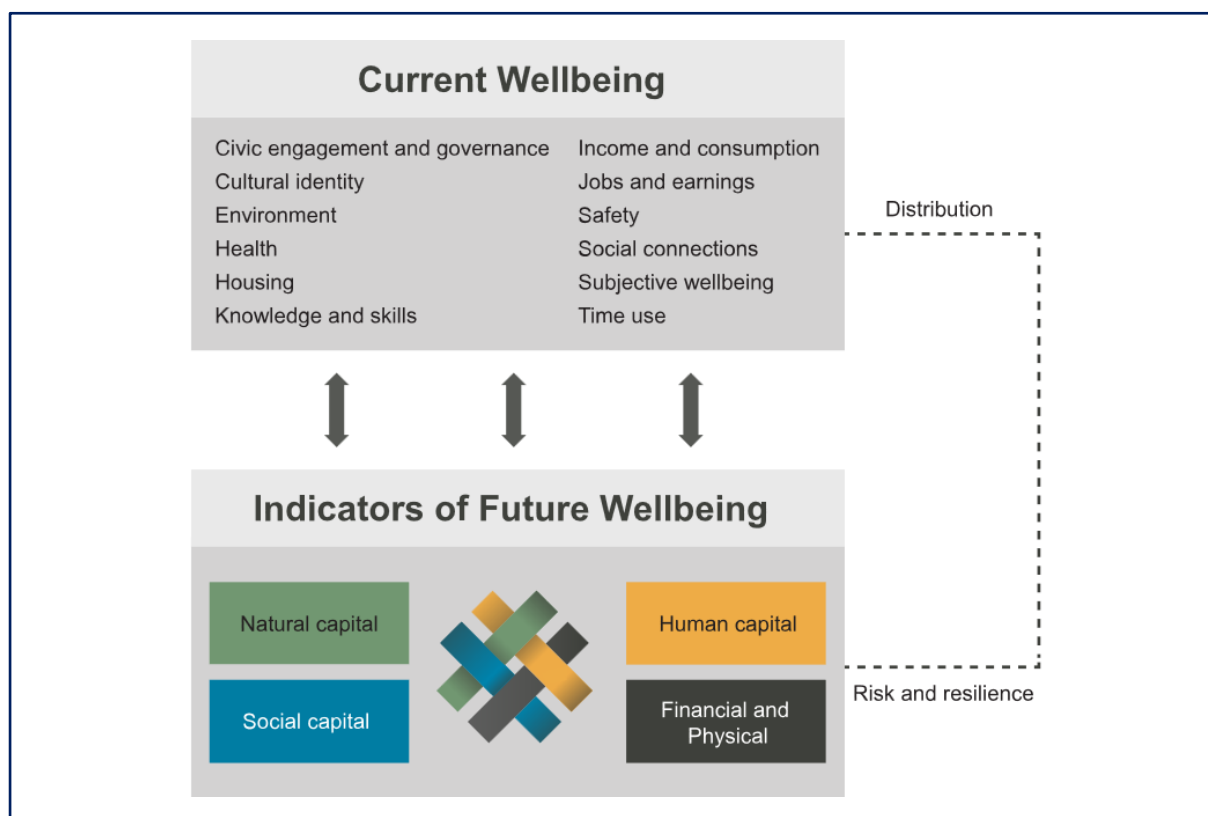 Current Wellbeing
Civic engagement and governance
Cultural identity
Environment
Health
Housing
Knowledge and skills
Income and consumption
Jobs and earnings
Safety
Social connections
Subjective wellbeing
Time use
Distribution
Indicators of Future Wellbeing
Natural capital
Social capital
Human capital
Financial and
Physical
Risk and resilience